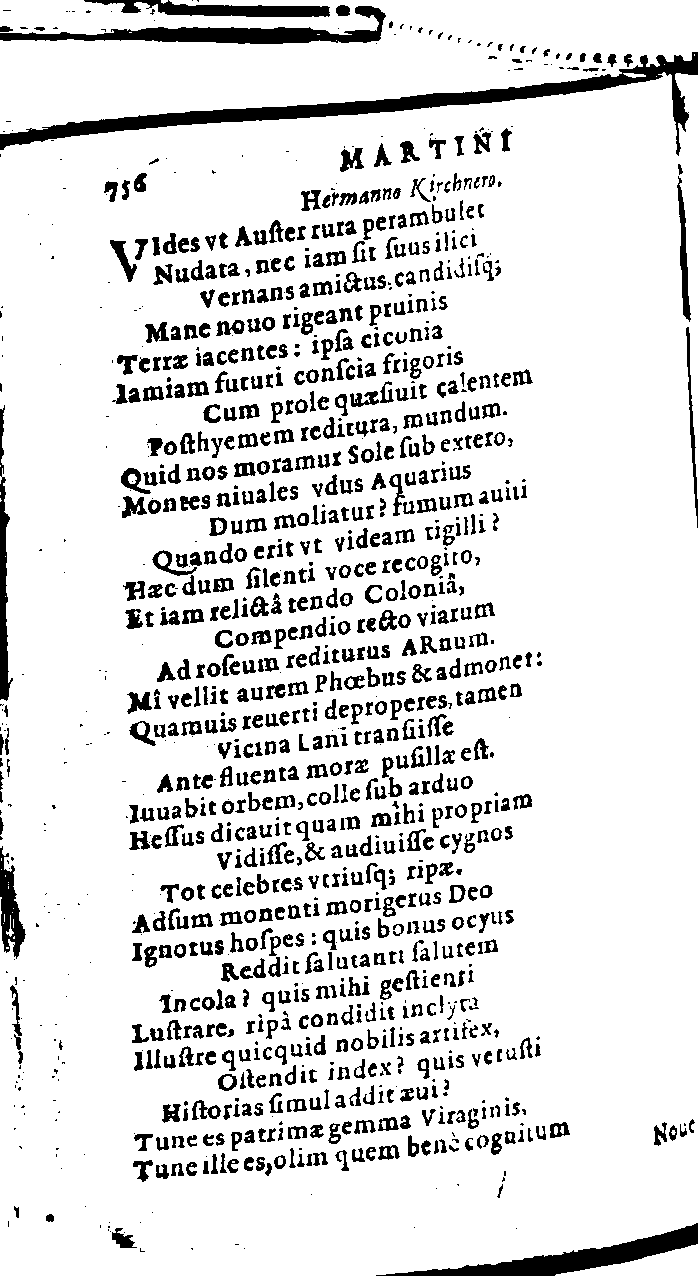 756 MARTINI
Hermanno Kirchnero.
VIdes vt Auſter rura perambulet
Nudata, nec iam ſit ſuus ilici
Vernans amictus, candidiſq;
Mane nouo rigeant pruinis
Terræ iacentes: ipſa ciconia
Iamiam futuri conſcia frigoris
Cum prole quæſiuit calentem
Poſthyemem reditura, mundum.
Quid nos moramur Sole ſub extero,
Montes niuales vdus Aquarius
Dum moliatur? fumum auiti
Quando erit vt videam tigilli?
Hæc dum ſilenti voce recogito,
Et iam relictâ tendo Coloniâ,
Compendio recto viarum
Ad roſeum rediturus ARnum.
Mî vellit aurem Phœbus & admonet:
Quamuis reuerti deproperes, tamen
Vicina Lani tranſiiſſe
Ante fluenta moræ puſillæ eſt.
Iuuabit orbem, colle ſub arduo
Heſſus dicauit quam mihi propriam
Vidiſſe, & audiuiſſe cygnos
Tot celebres vtriuſq; ripæ.
Adſum monenti morigerus Deo
Ignotus hoſpes: quis bonus ocyus
Reddit ſalutanti ſalutem
Incola? quis mihi geſtienti
Luſtrare, ripâ condidit inclyta
Illuſtre quicquid nobilis artifex,
Oſtendit index? quis vetuſti
Hiſtorias ſimul addit æui?
Tune es patrimæ gemma Viraginis,
Tune ille es, olim quem benè cognitum
Noue